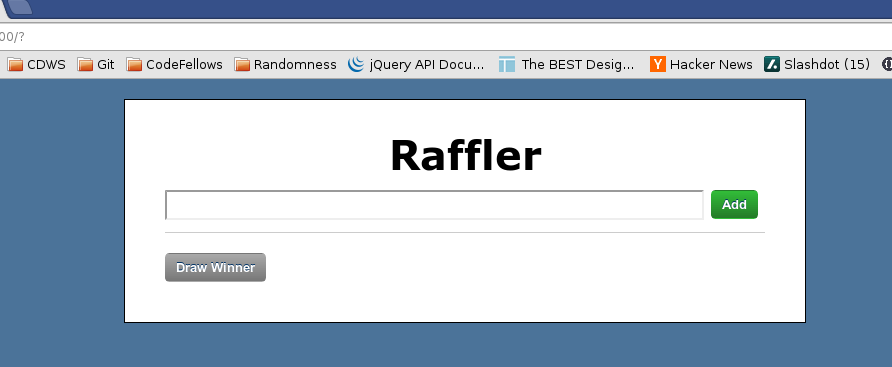 00/?
CDWS Git CodeFellows Randomness jQuery API Docu... The BEST Desig... Y Hacker News Slashdot (15)
Raffler
Add
Draw Winner